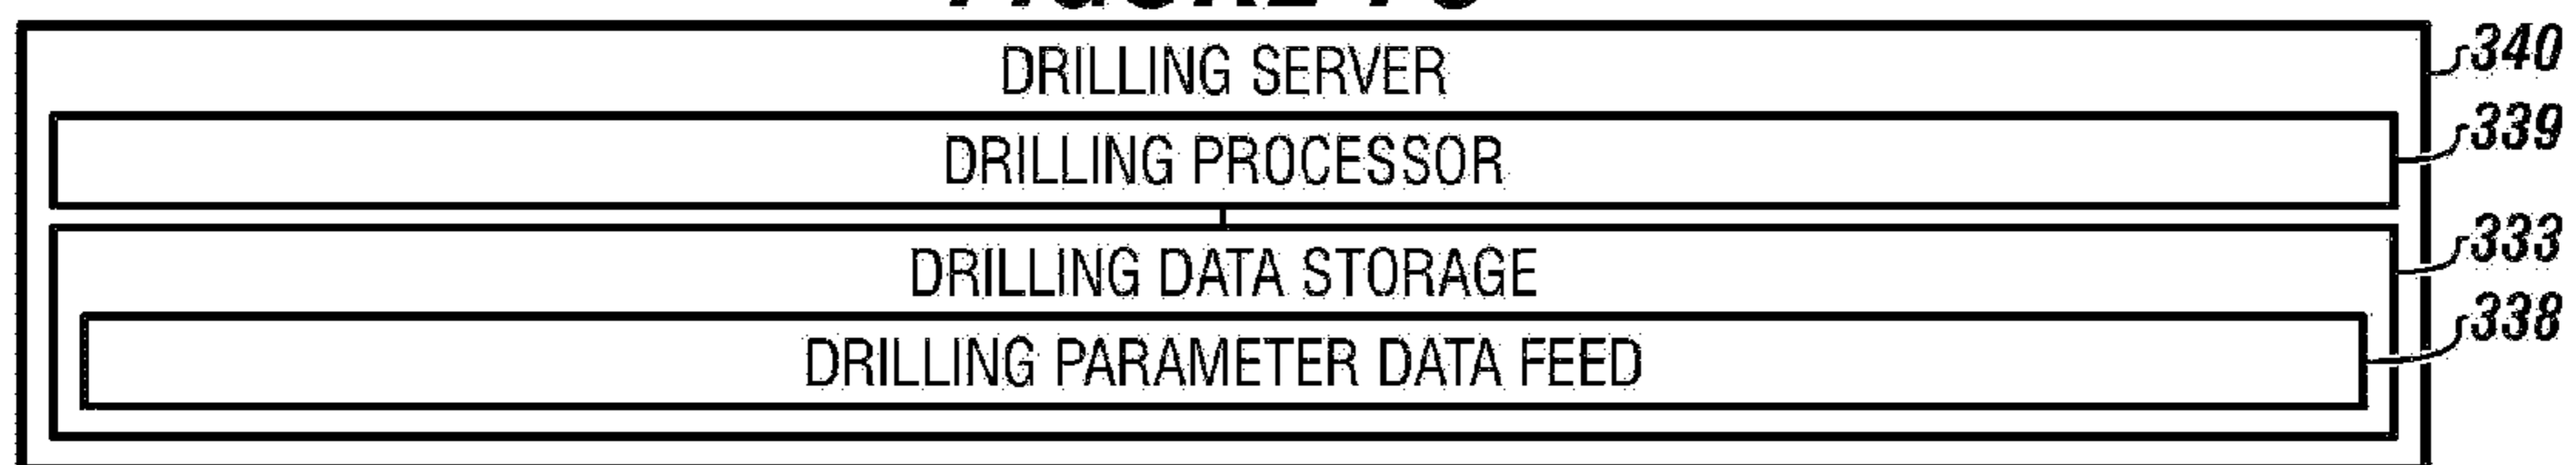 DRILLING SERVER 340
DRILLING PROCESSOR 339
DRILLING DATA STORAGE 333
DRILLING PARAMETER DATA FEED 338